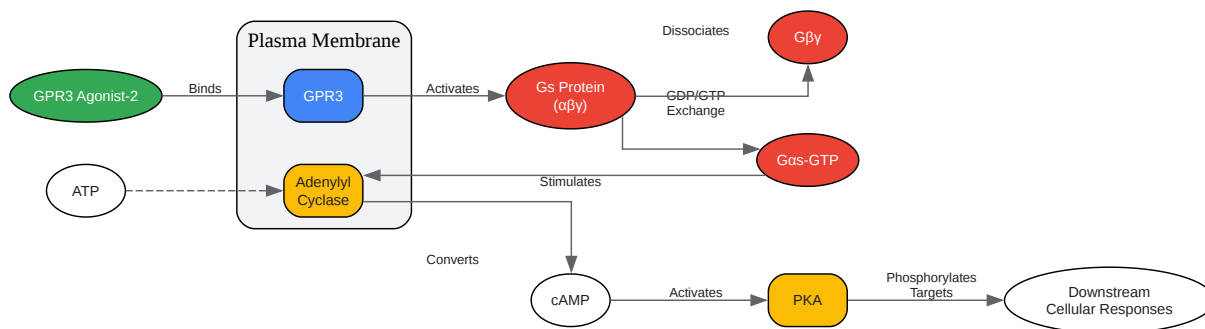 Plasma Membrane
GPR3 Agonist-2
Binds
GPR3
Activates
Gs Protein
(αβγ)
Dissociates
Gβγ
GDP/GTP
Exchange
Gαs-GTP
Stimulates
ATP
Adenylyl
Cyclase
Converts
cAMP
Activates
PKA
Phosphorylates
Targets
Downstream
Cellular Responses